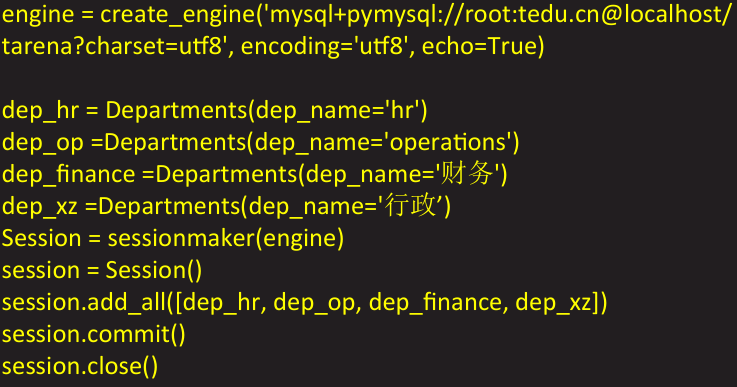 engine = create_engine('mysql+pymysql://root:tedu.cn@localhost/
tarena?charset=utf8', encoding='utf8', echo=True)
dep_hr = Departments(dep_name='hr')
dep_op =Departments(dep_name='operations')
dep_finance =Departments(dep_name='财务')
dep_xz =Departments(dep_name='行政’)
Session = sessionmaker(engine)
session = Session()
session.add_all([dep_hr, dep_op, dep_finance, dep_xz])
session.commit()
session.close()